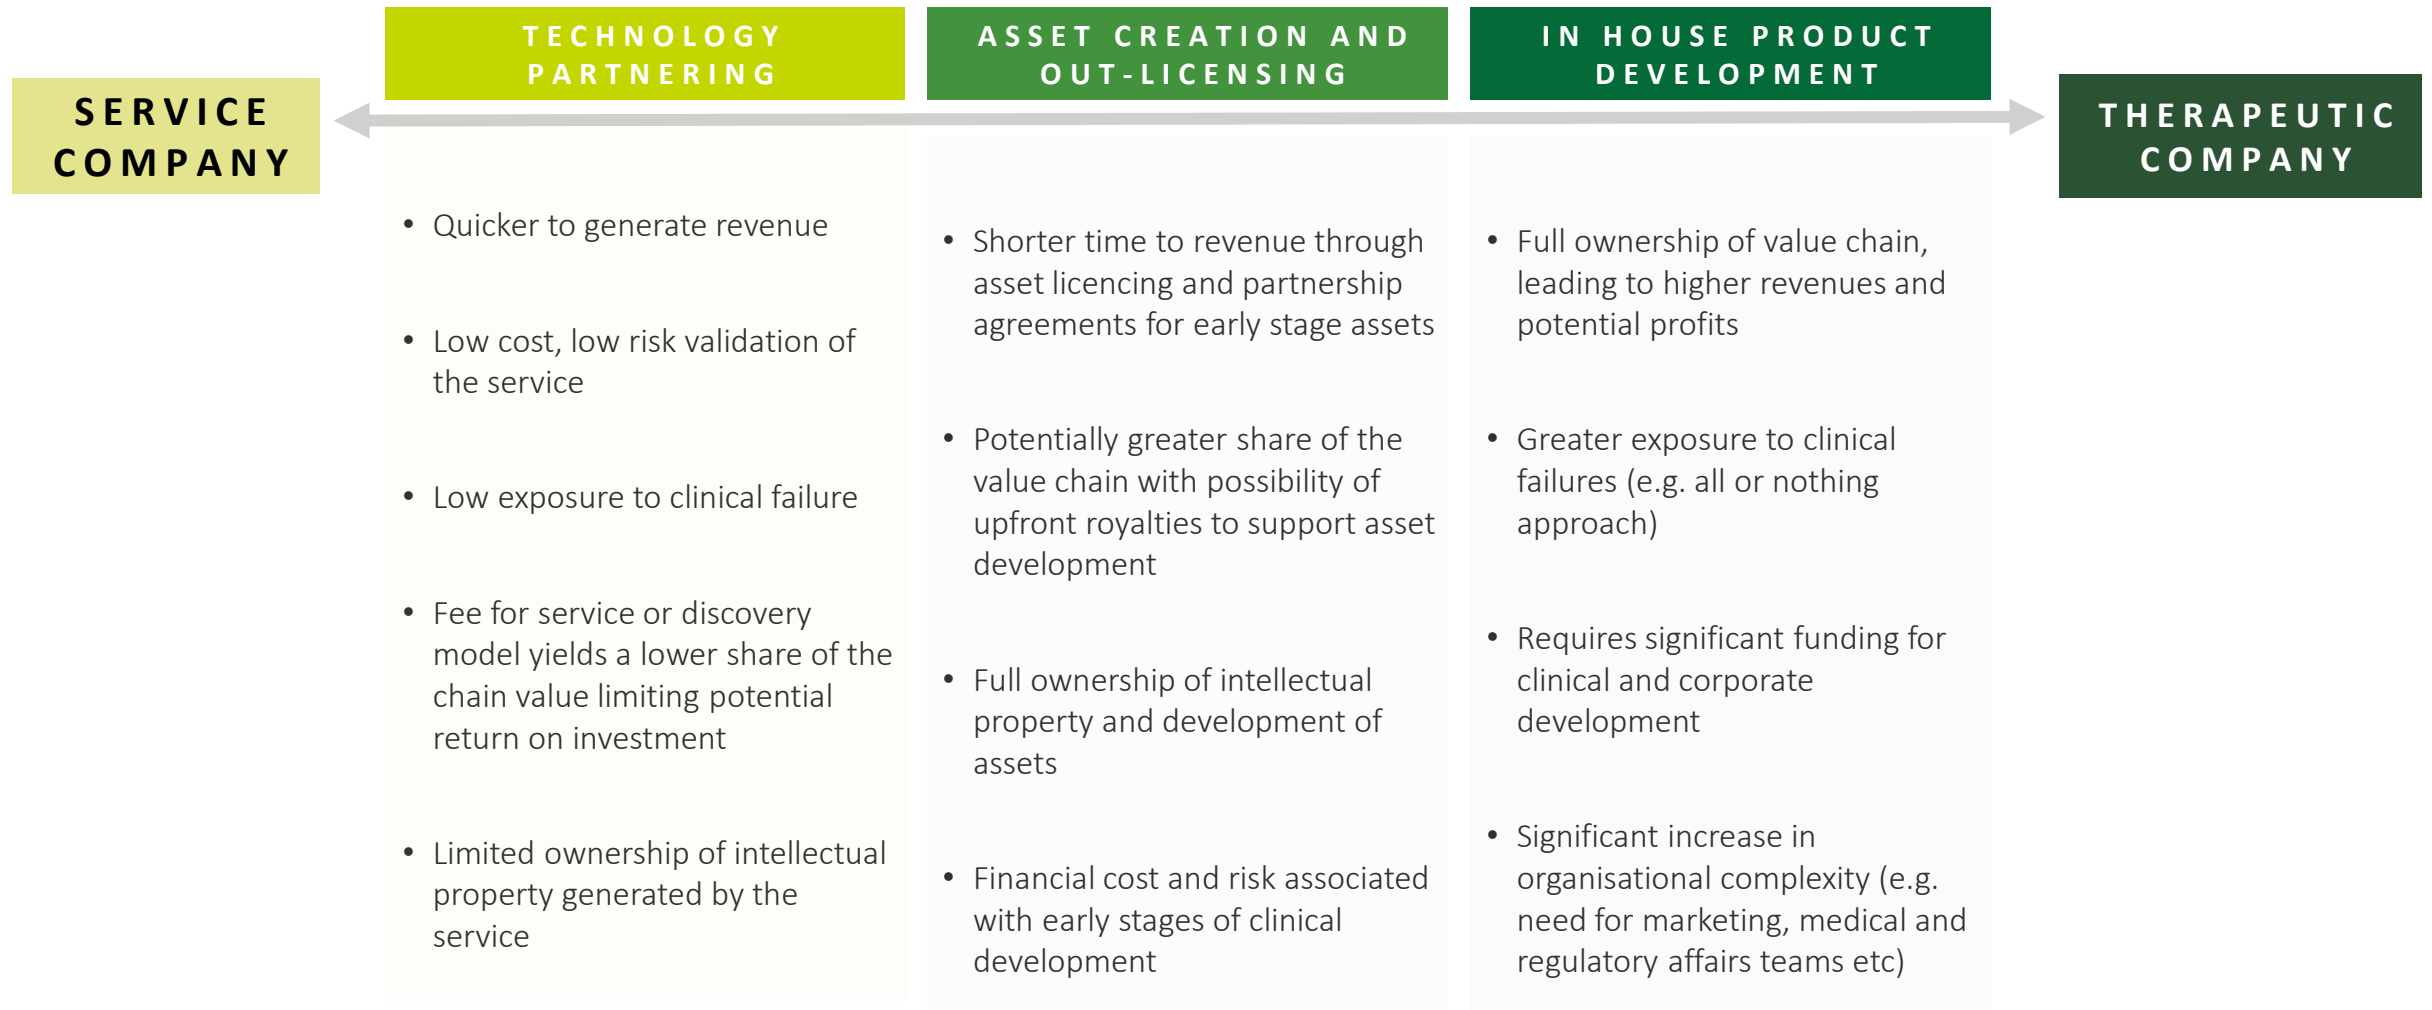 SERVICE
COMPANY
TECHNOLOGY
PARTNERING
• Quicker to generate revenue
• Low cost, low risk validation of
the service
• Low exposure to clinical failure
• Fee for service or discovery
model yields a lower share of the
chain value limiting potential
return on investment
• Limited ownership of intellectual
property generated by the
service
ASSET CREATION AND
OUT-LICENSING
• Shorter time to revenue through
asset licencing and partnership
agreements for early stage assets
• Potentially greater share of the
value chain with possibility of
upfront royalties to support asset
development
• Full ownership of intellectual
property and development of
assets
• Financial cost and risk associated
with early stages of clinical
development
IN HOUSE PRODUCT
DEVELOPMENT
• Full ownership of value chain,
leading to higher revenues and
potential profits
• Greater exposure to clinical
failures (e.g. all or nothing
approach)
• Requires significant funding for
clinical and corporate
development
• Significant increase in
organisational complexity (e.g.
need for marketing, medical and
regulatory affairs teams etc)
THERAPEUTIC
COMPANY